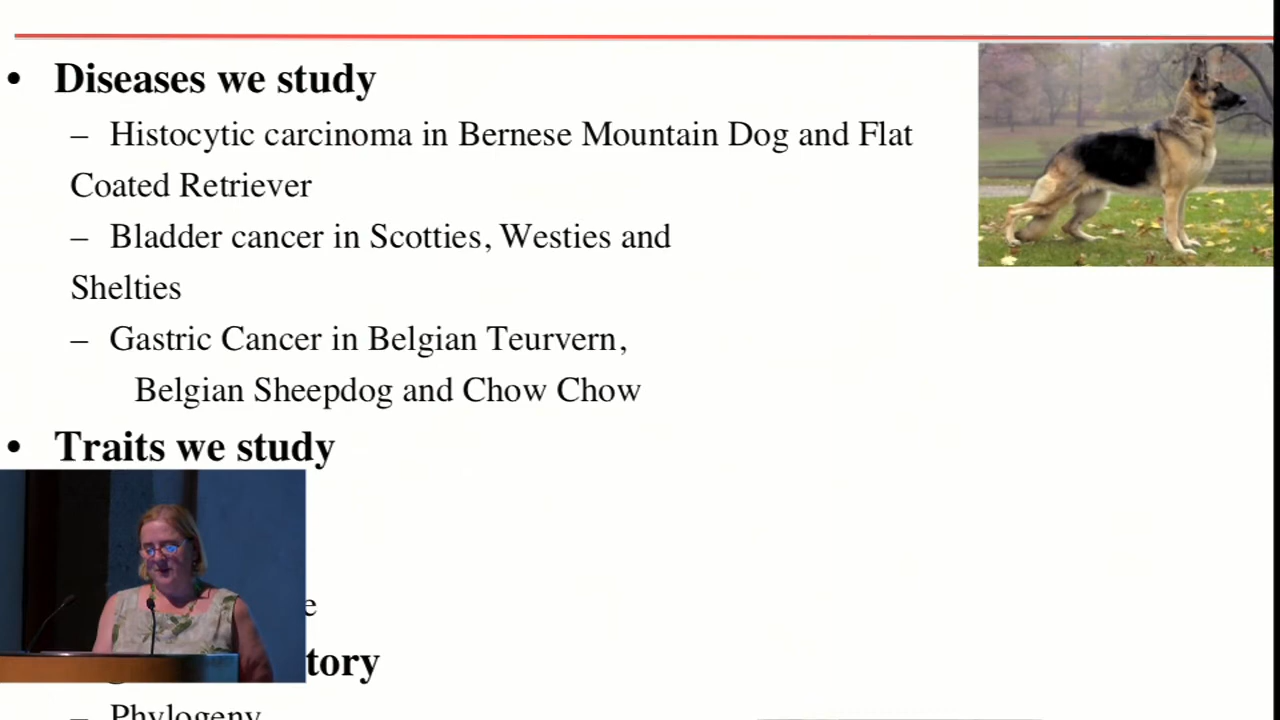 • Diseases we study
– Histocytic carcinoma in Bernese Mountain Dog and Flat
Coated Retriever
– Bladder cancer in Scotties, Westies and
Shelties
– Gastric Cancer in Belgian Teurvern,
Belgian Sheepdog and Chow Chow
• Traits we study
e
tory
– Phylogeny